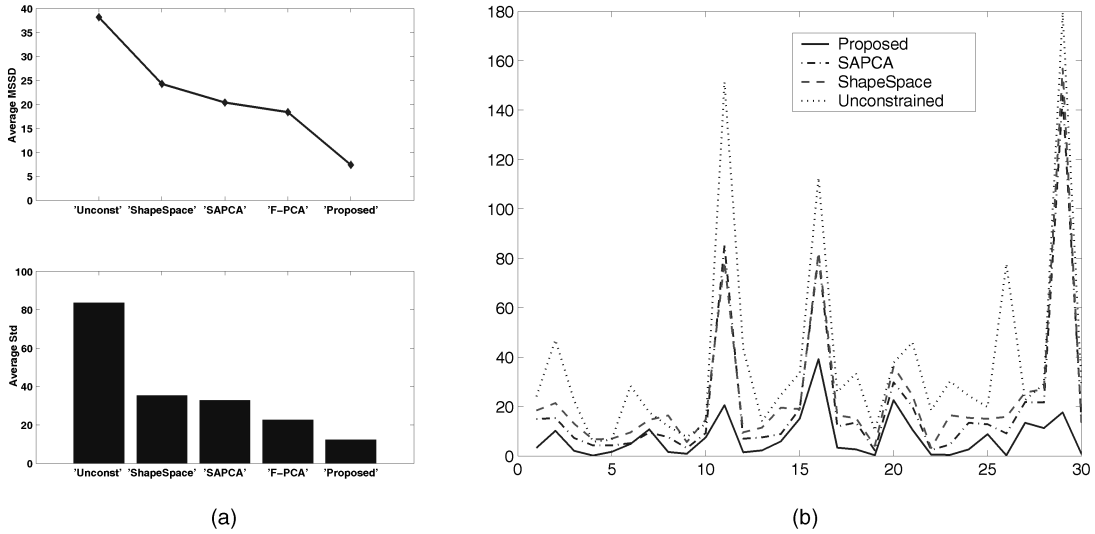 40
35
30
25
20
15
10
5
0
Average MSSD
'Unconst' 'ShapeSpace' 'SAPCA' 'F-PCA' 'Proposed'
100
80
60
40
20
0
Average Std
'Unconst' 'ShapeSpace' 'SAPCA' 'F-PCA' 'Proposed'
(a)
180
160
140
120
100
80
60
40
20
0
Proposed
SAPCA
ShapeSpace
Unconstrained
0 5 10 15 20 25 30
(b)